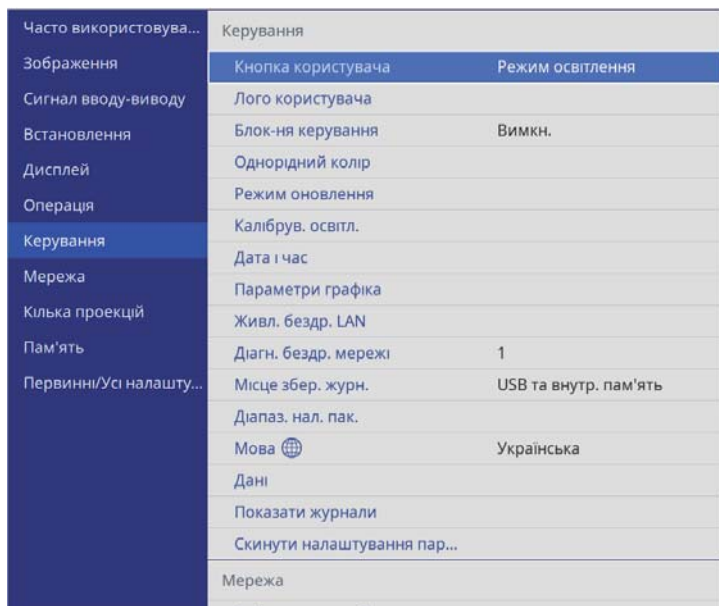 Часто використовува...
Зображення
Сигнал вводу-виводу
Встановлення
Дисплей
Операція
Керування
Мережа
Кілька проекцій
Пам'ять
Первинні/Усі налашту...
Керування
Кнопка користувача Режим освітлення
Лого користувача
Блок-ня керування Вимкн.
Однорідний колір
Режим оновлення
Калібрув. освітл.
Дата і час
Параметри графіка
Живл. бездр. LAN
Діагн. бездр. мережі 1
Місце збер. журн. USB та внутр. пам'ять
Діапаз. нал. пак.
Мова Українська
Дані
Показати журнали
Скинути налаштування пар...
Мережа